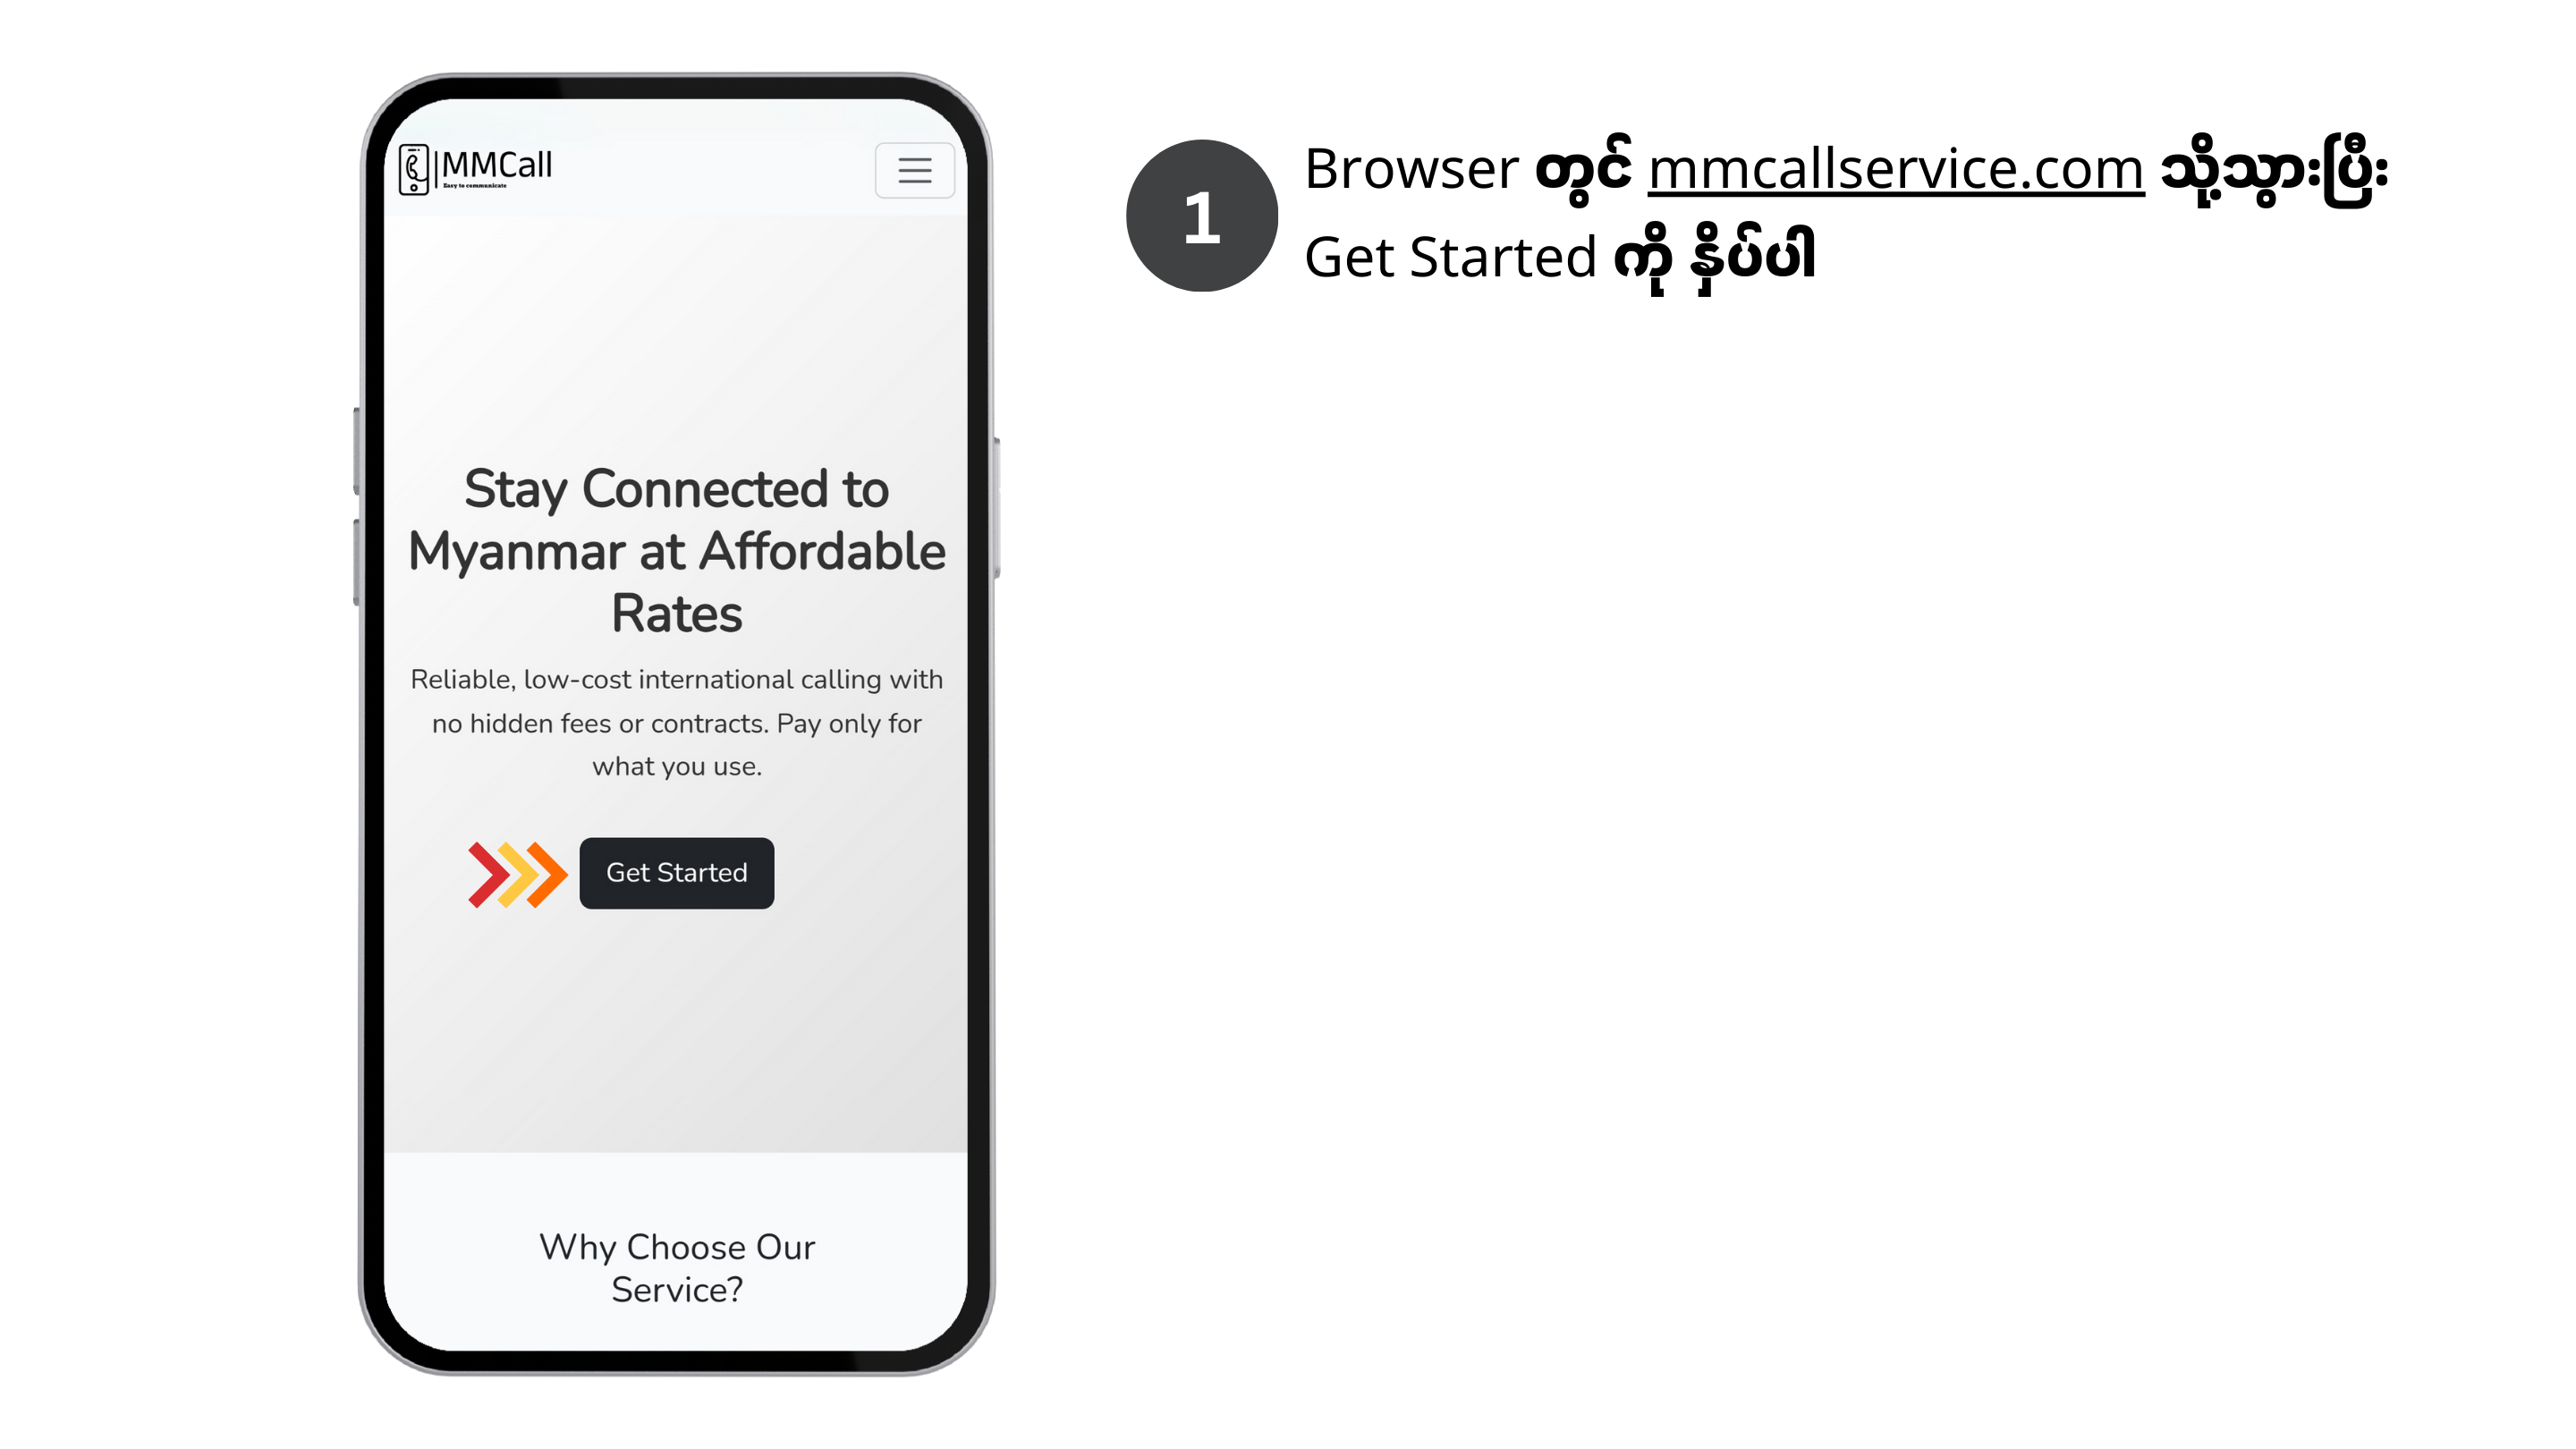 MMCall
Easy to communicate
Stay Connected to
Myanmar at Affordable
Rates
Reliable, low-cost international calling with
no hidden fees or contracts. Pay only for
what you use.
Get Started
Why Choose Our
Service?
1
Browser တွင် mmcallservice.com သို့သွားပြီး
Get Started ကို နှိပ်ပါ